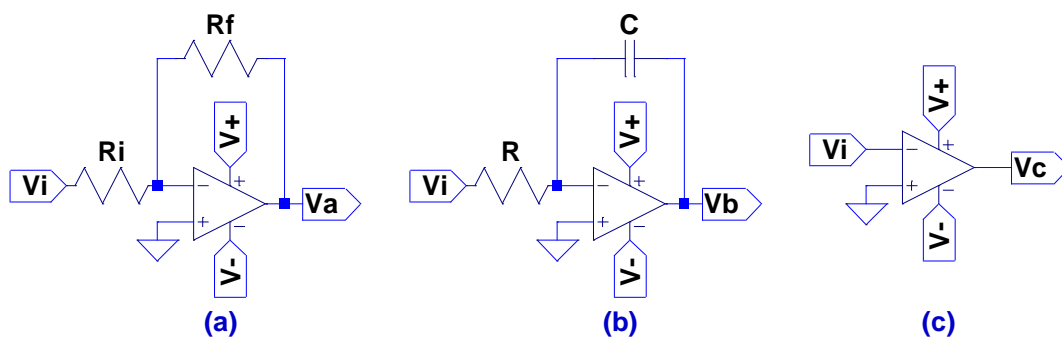 Rf
C
V+
V+
V+
Ri
R
Vi
Vi
Vi
−
−
−
+
+
+
+
+
+
Va
Vb
Vc
−
−
−
V-
V-
V-
(a)
(b)
(c)